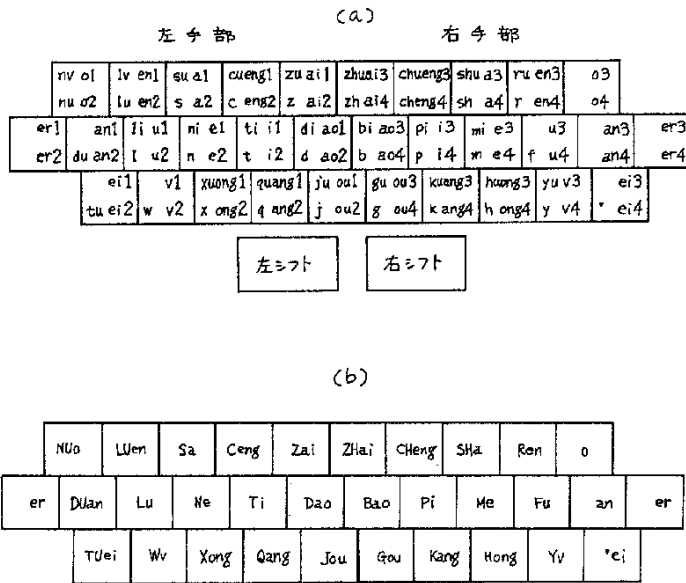 (a)
左手部 右手部
nv o1 lv en1 su a1 cueng1 zu ai1 zhuai3 chueng3 shu a3 ru en3 o3
nu o2 lu en2 s a2 c eng2 z ai2 zh ai4 cheng4 sh a4 r en4 o4
er1 an1 li u1 ni e1 ti i1 di ao1 bi ao3 pi i3 mi e3 u3 an3 er3
er2 du an2 l u2 n e2 t i2 d ao2 b ao4 p i4 m e4 f u4 an4 er4
ei1 v1 xuong1 quang1 ju ou1 gu ou3 kuang3 huong3 yu v3 ei3
tu ei2 w v2 x ong2 q ang2 j ou2 g ou4 k ang4 h ong4 y v4 " ei4
左シフト 右シフト
(b)
NUo LUen Sa Ceng Zai ZHai CHeng SHa Ren o
er DUan Lu Ne Ti Dao Bao Pi Me Fu an er
TUei Wv Xong Qang Jou Gou Kang Hong Yv "ei